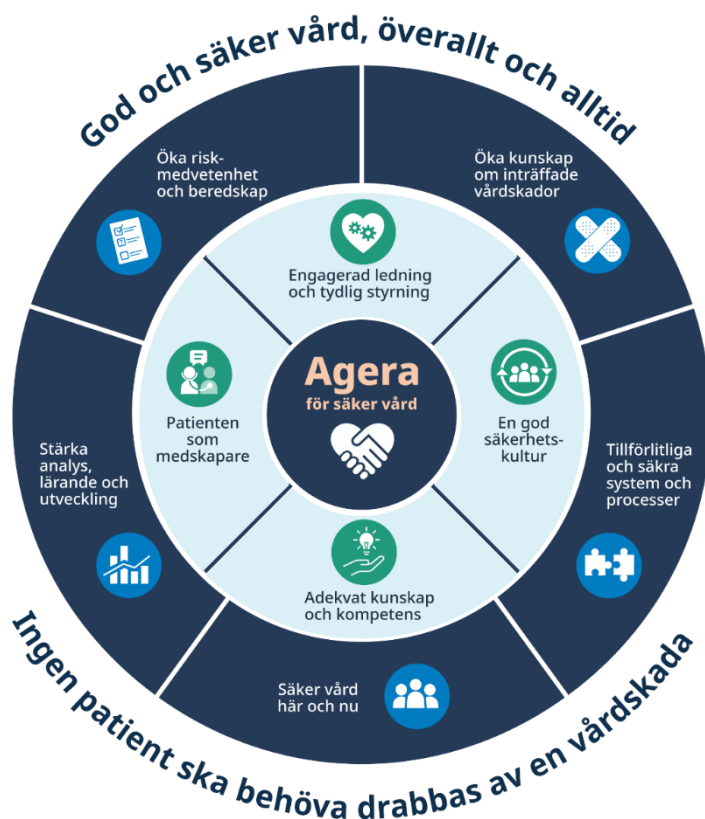 God och säker vård, överallt och alltid
Öka risk-
medvetenhet
och beredskap
Öka kunskap
om inträffade
vårdskador
Engagerad ledning
och tydlig styrning
Patienten
som
medskapare
Agera
för säker vård
En god
säkerhets-
kultur
Stärka
analys,
lärande och
utveckling
Tillförlitliga
och säkra
system och
processer
Adekvat kunskap
och kompetens
Säker vård
här och nu
Ingen patient ska behöva drabbas av en vårdskada